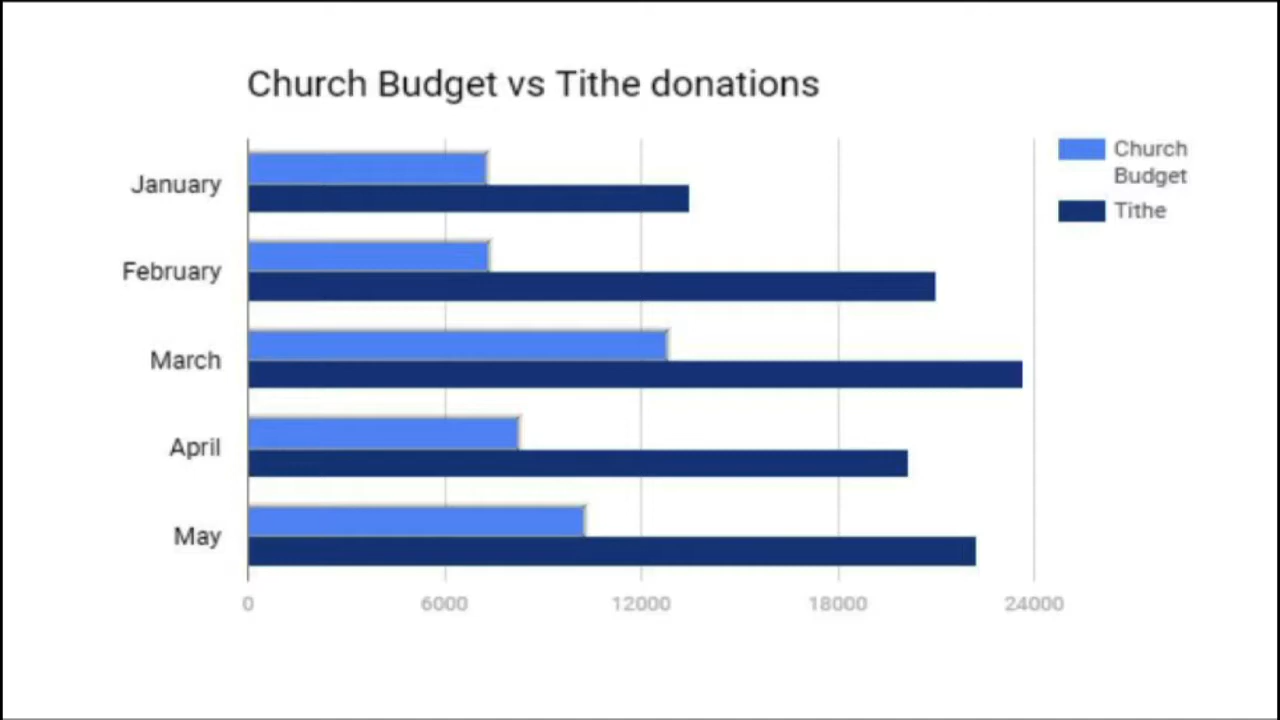 Church Budget vs Tithe donations
Church
Budget
Tithe
January
February
March
April
May
0 6000 12000 18000 24000